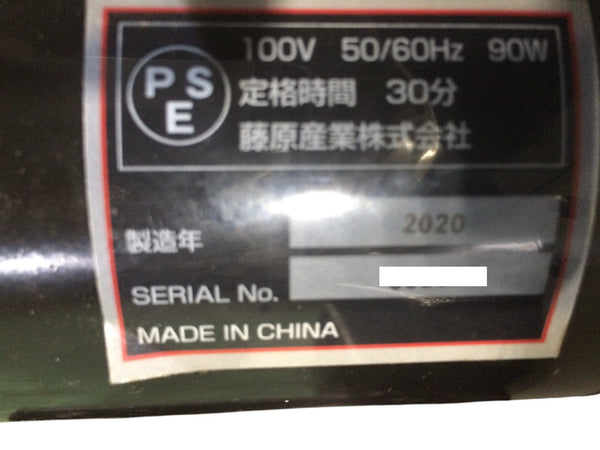 PSE
100V 50/60Hz 90W
定格時間 30分
藤原産業株式会社
製造年 2020
SERIAL No.
MADE IN CHINA